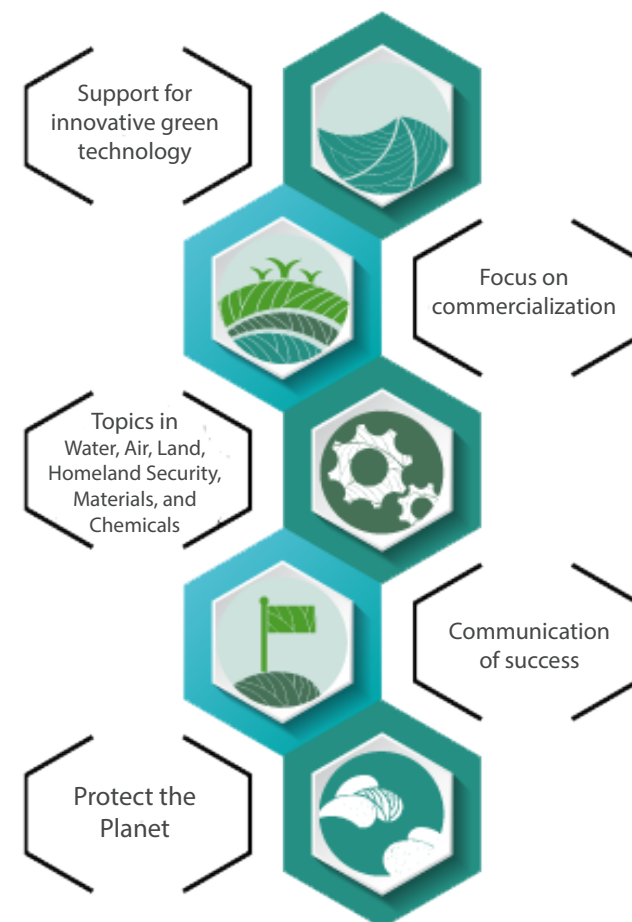 Support for
innovative green
technology
Focus on
commercialization
Topics in
Water, Air, Land,
Homeland Security,
Materials, and
Chemicals
Communication
of success
Protect the
Planet